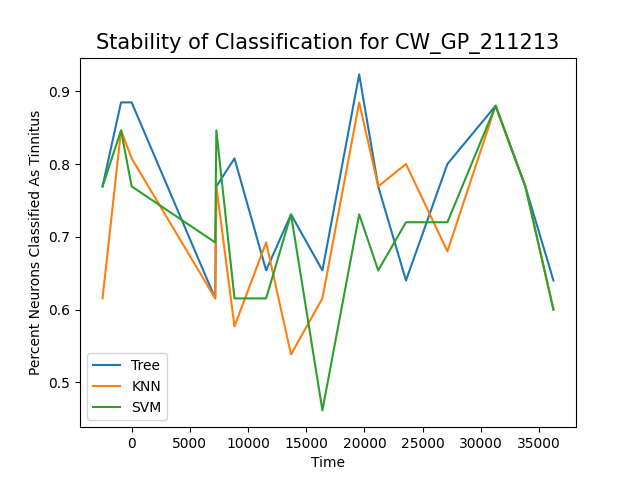 Stability of Classification for CW_GP_211213
Percent Neurons Classified As Tinnitus
0.9
0.8
0.7
0.6
0.5
Tree
KNN
SVM
0 5000 10000 15000 20000 25000 30000 35000
Time